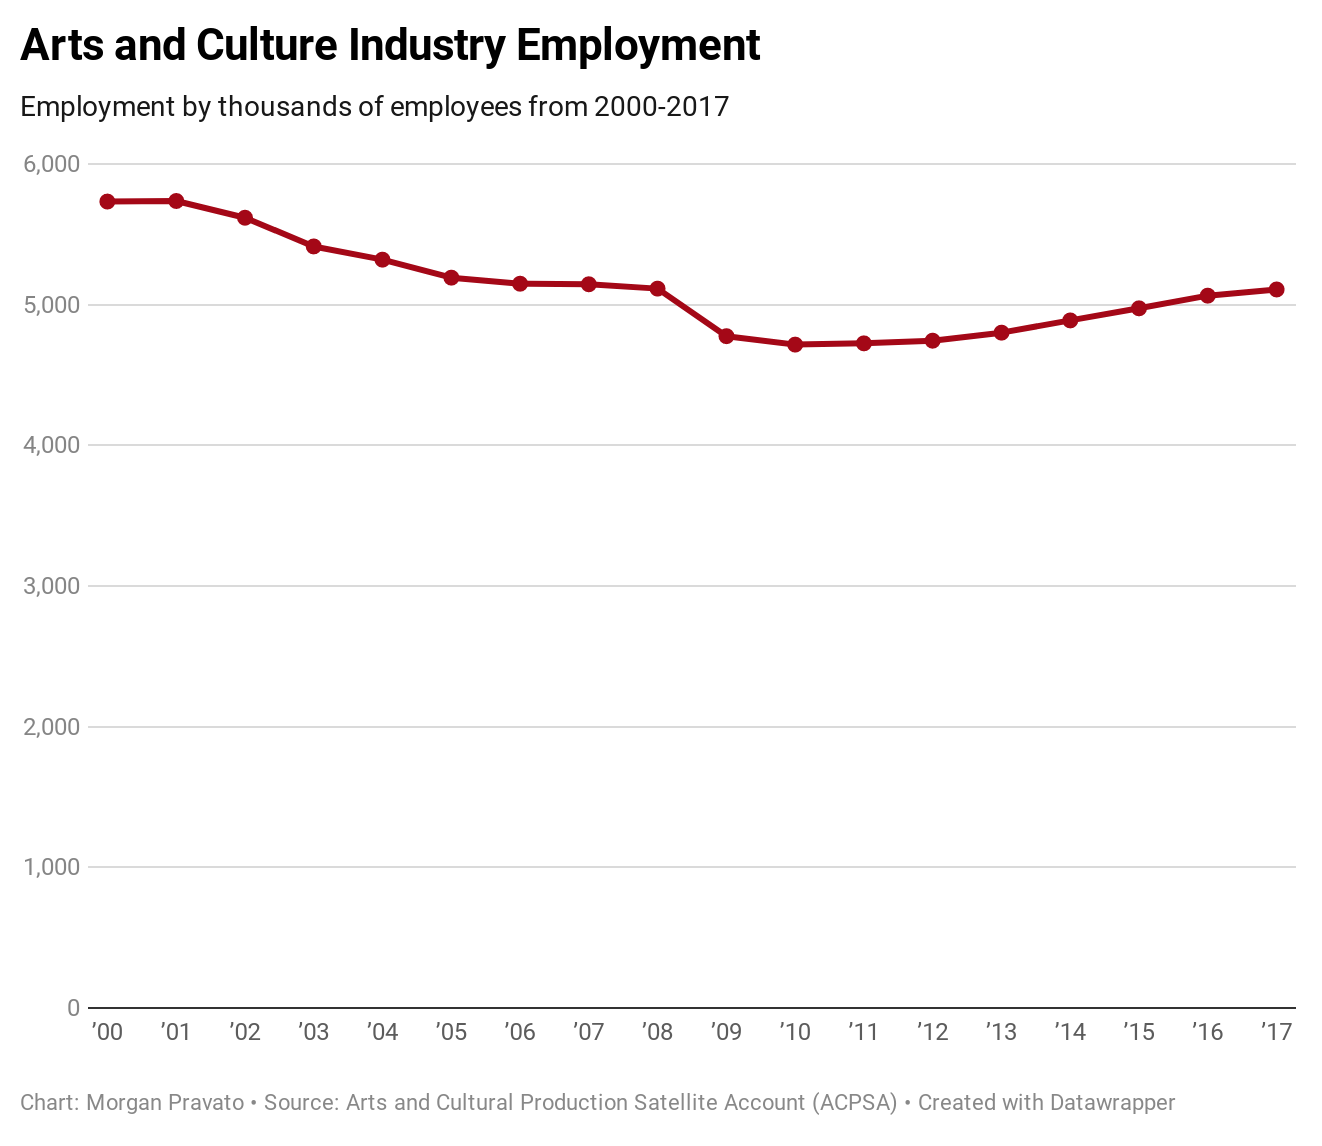 Arts and Culture Industry Employment
Employment by thousands of employees from 2000-2017
6,000
5,000
4,000
3,000
2,000
1,000
0
’00 ’01 ’02 ’03 ’04 ’05 ’06 ’07 ’08 ’09 ’10 ’11 ’12 ’13 ’14 ’15 ’16 ’17
Chart: Morgan Pravato • Source: Arts and Cultural Production Satellite Account (ACPSA) • Created with Datawrapper